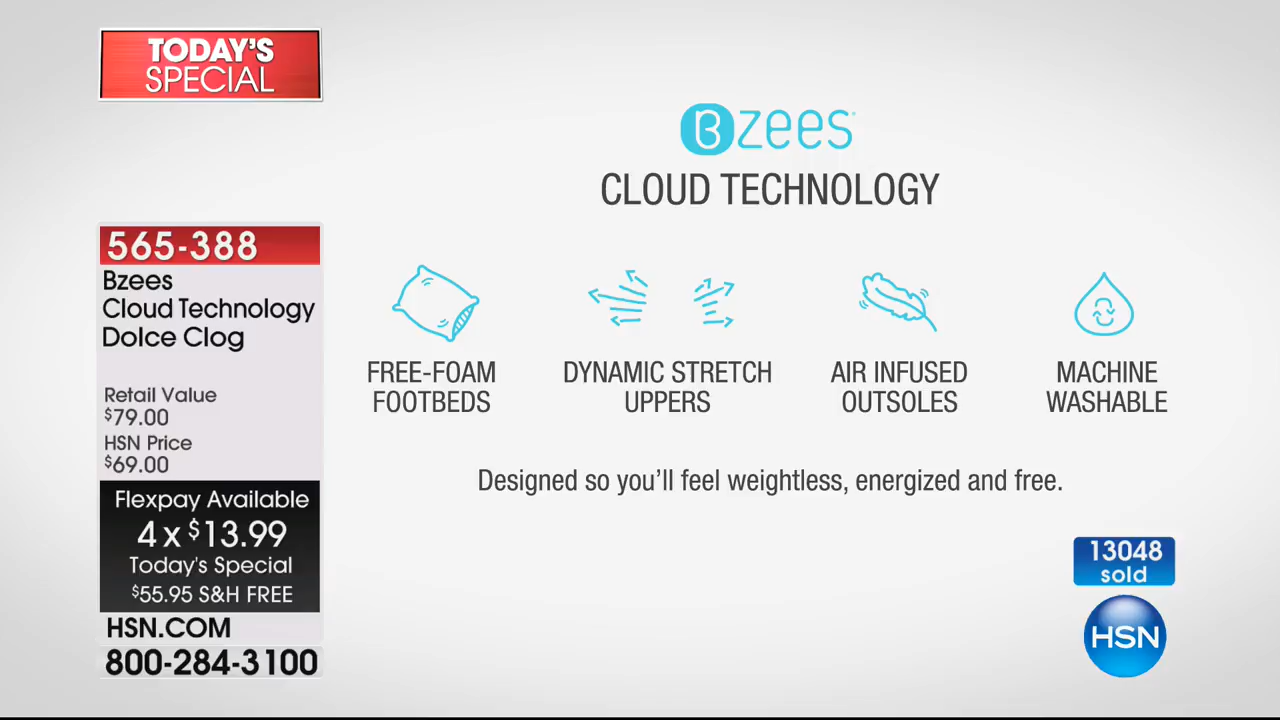 TODAY'S
SPECIAL
Bzees
CLOUD TECHNOLOGY
565-388
Bzees
Cloud Technology
Dolce Clog
Retail Value
$79.00
HSN Price
$69.00
Flexpay Available
4 x $13.99
Today's Special
$55.95 S&H FREE
HSN.COM
800-284-3100
FREE-FOAM
FOOTBEDS
DYNAMIC STRETCH
UPPERS
AIR INFUSED
OUTSOLES
MACHINE
WASHABLE
Designed so you'll feel weightless, energized and free.
13048
sold
HSN